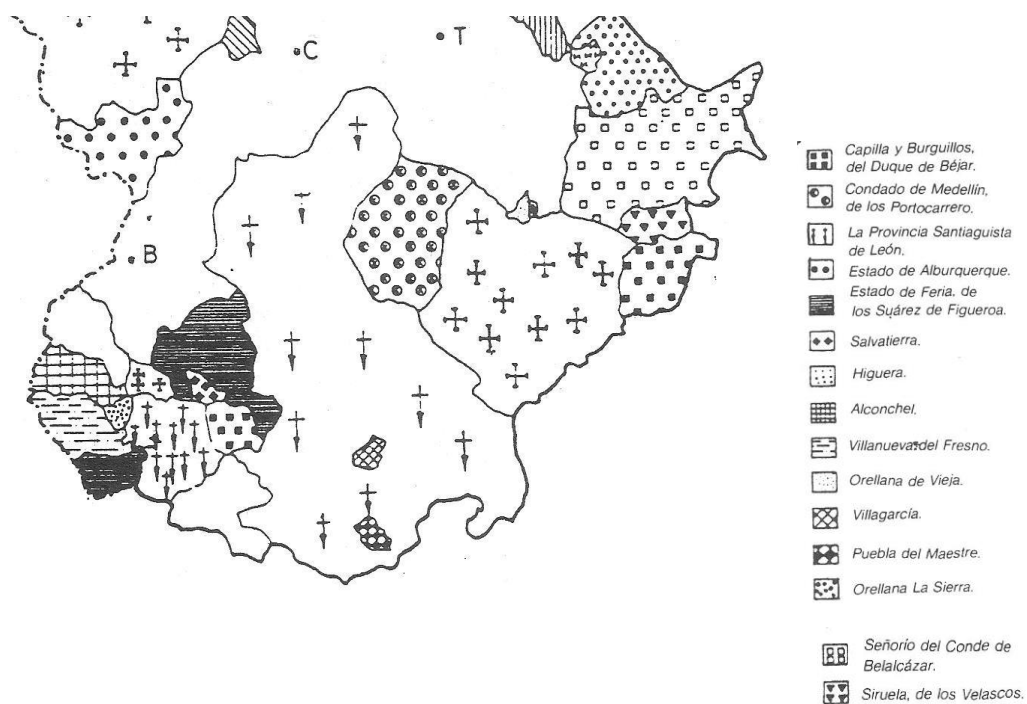 C
T
B
Capilla y Burguillos,
del Duque de Béjar.
Condado de Medellín,
de los Portocarrero.
La Provincia Santiaguista
de León.
Estado de Alburquerque.
Estado de Feria. de
los Suárez de Figueroa.
Salvatierra.
Higuera.
Alconchel.
Villanueva del Fresno.
Orellana de Vieja.
Villagarcía.
Puebla del Maestre.
Orellana La Sierra.
Señorío del Conde de
Belalcázar.
Siruela, de los Velascos.